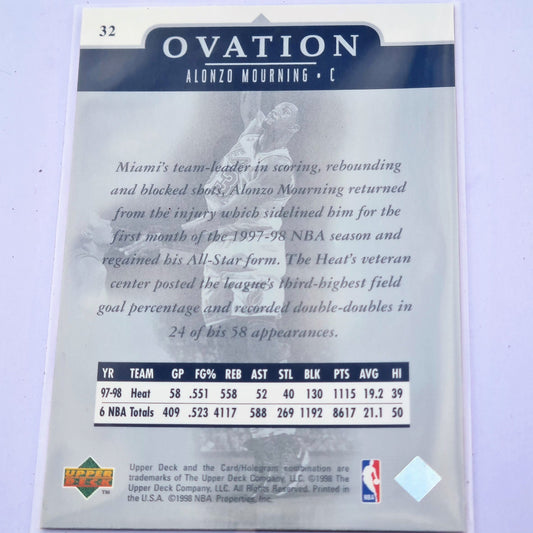 32
OVATION
ALONZO MOURNING • C
Miami's team-leader in scoring, rebounding
and blocked shots, Alonzo Mourning returned
from the injury which sidelined him for the
first month of the 1997-98 NBA season and
regained his All-Star form. The Heat's veteran
center posted the league's third-highest field
goal percentage and recorded double-doubles in
24 of his 58 appearances.
YR TEAM GP FG% REB AST STL BLK PTS AVG HI
97-98 Heat 58 .551 558 52 40 130 1115 19.2 39
6 NBA Totals 409 .523 4117 588 269 1192 8617 21.1 50
UPPER DECK ™
Upper Deck and the Card/Hologram combination are
trademarks of The Upper Deck Company, LLC. ©1998 The
Upper Deck Company, LLC. All Rights Reserved. Printed in
the U.S.A. ©1998 NBA Properties, Inc.
NBA